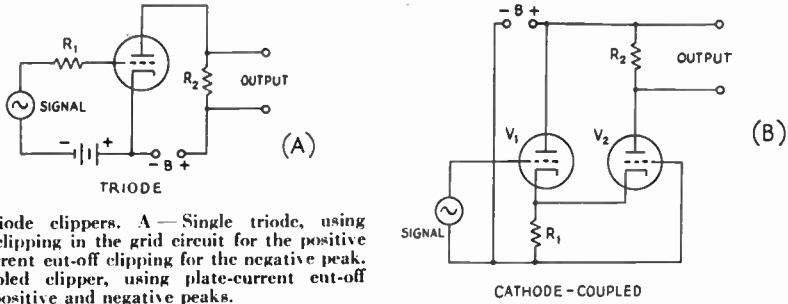 R1
R2
OUTPUT
SIGNAL
- +
- B +
(A)
TRIODE
- B +
R2
OUTPUT
V1
V2
(B)
SIGNAL
R1
CATHODE-COUPLED
iode clippers. A — Single triode, using
clipping in the grid circuit for the positive
rrent cut-off clipping for the negative peak.
pled clipper, using plate-current cut-off
positive and negative peaks.